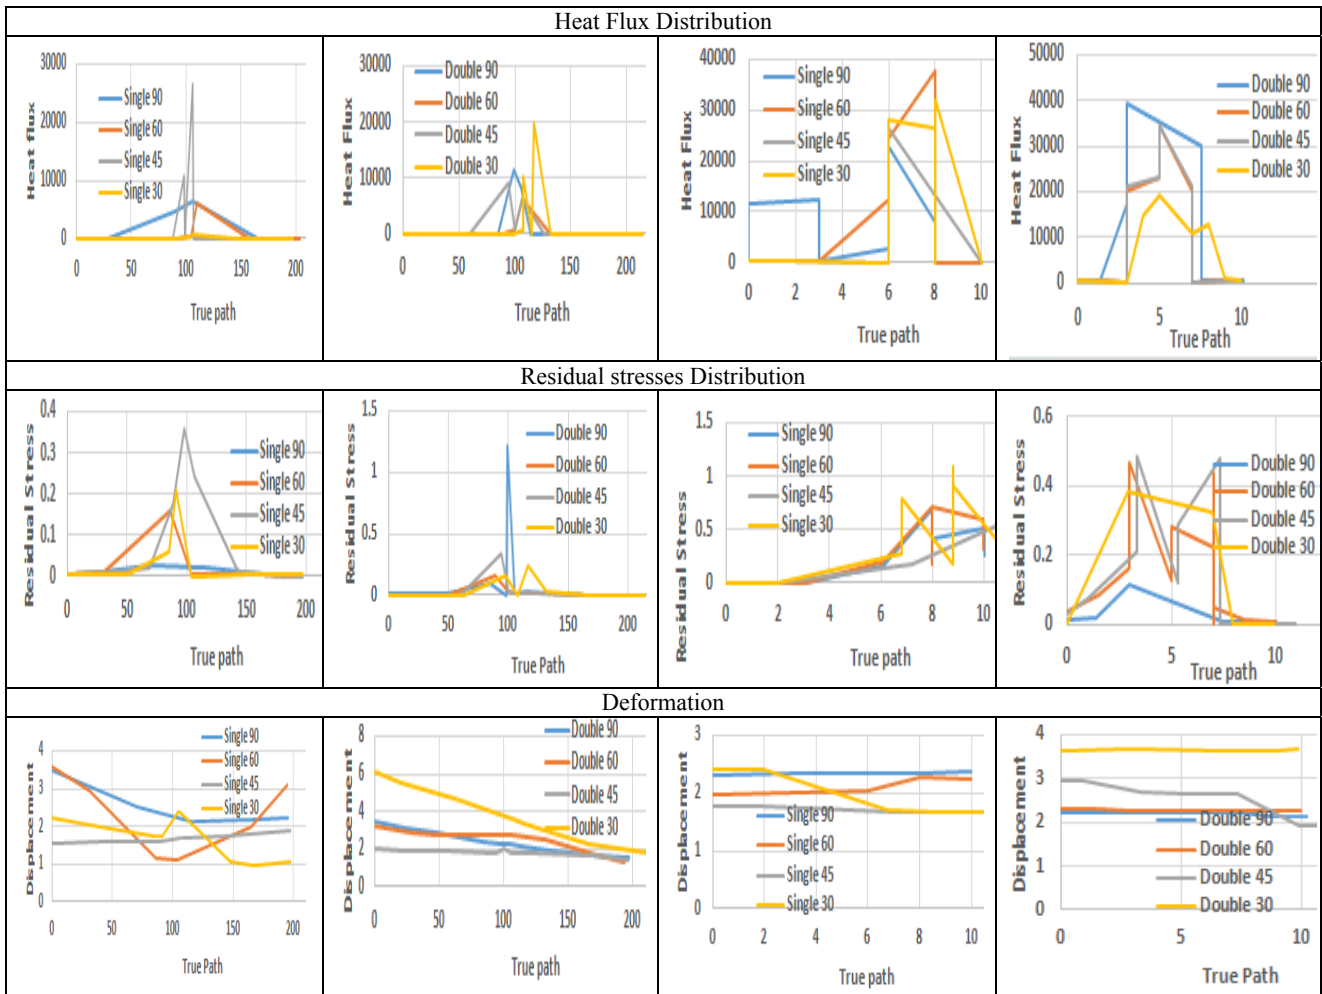 Heat Flux Distribution
30000
20000
10000
0
Heat flux
Single 90
Single 60
Single 45
Single 30
0 50 100 150 200
True path
30000
20000
10000
0
Heat Flux
Double 90
Double 60
Double 45
Double 30
0 50 100 150 200
True Path
40000
30000
20000
10000
0
Heat Flux
Single 90
Single 60
Single 45
Single 30
0 2 4 6 8 10
True path
50000
40000
30000
20000
10000
0
Heat Flux
Double 90
Double 60
Double 45
Double 30
0 5 10
True Path
Residual stresses Distribution
0.4
0.3
0.2
0.1
0
Residual Stress
Single 90
Single 60
Single 45
Single 30
0 50 100 150 200
True path
1.5
1
0.5
0
Residual Stress
Double 90
Double 60
Double 45
Double 30
0 50 100 150 200
True Path
1.5
1
0.5
0
Residual Stress
Single 90
Single 60
Single 45
Single 30
0 2 4 6 8 10
True path
0.6
0.4
0.2
0
Residual Stress
Double 90
Double 60
Double 45
Double 30
0 5 10
True path
Deformation
4
3
2
1
0
Displacement
Single 90
Single 60
Single 45
Single 30
0 50 100 150 200
True Path
8
6
4
2
0
Displacement
Double 90
Double 60
Double 45
Double 30
0 50 100 150 200
True path
3
2
1
0
Displacement
Single 90
Single 60
Single 45
Single 30
0 2 4 6 8 10
True path
4
3
2
1
0
Displacement
Double 90
Double 60
Double 45
Double 30
0 5 10
True Path